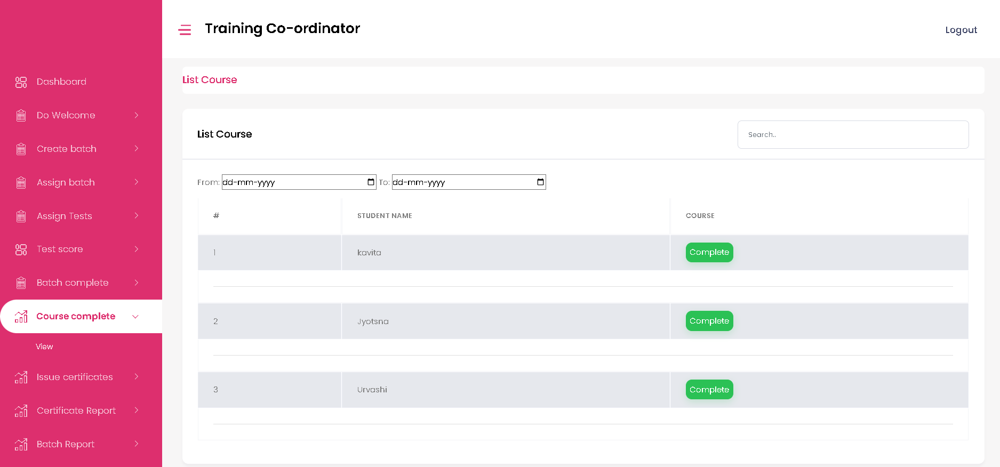 Training Co-ordinator
Logout
Dashboard
Do Welcome
Create batch
Assign batch
Assign Tests
Test score
Batch complete
Course complete
View
Issue certificates
Certificate Report
Batch Report
List Course
List Course
Search..
From: dd-mm-yyyy To: dd-mm-yyyy
# STUDENT NAME COURSE
1 kavita Complete
2 Jyotsna Complete
3 Urvashi Complete